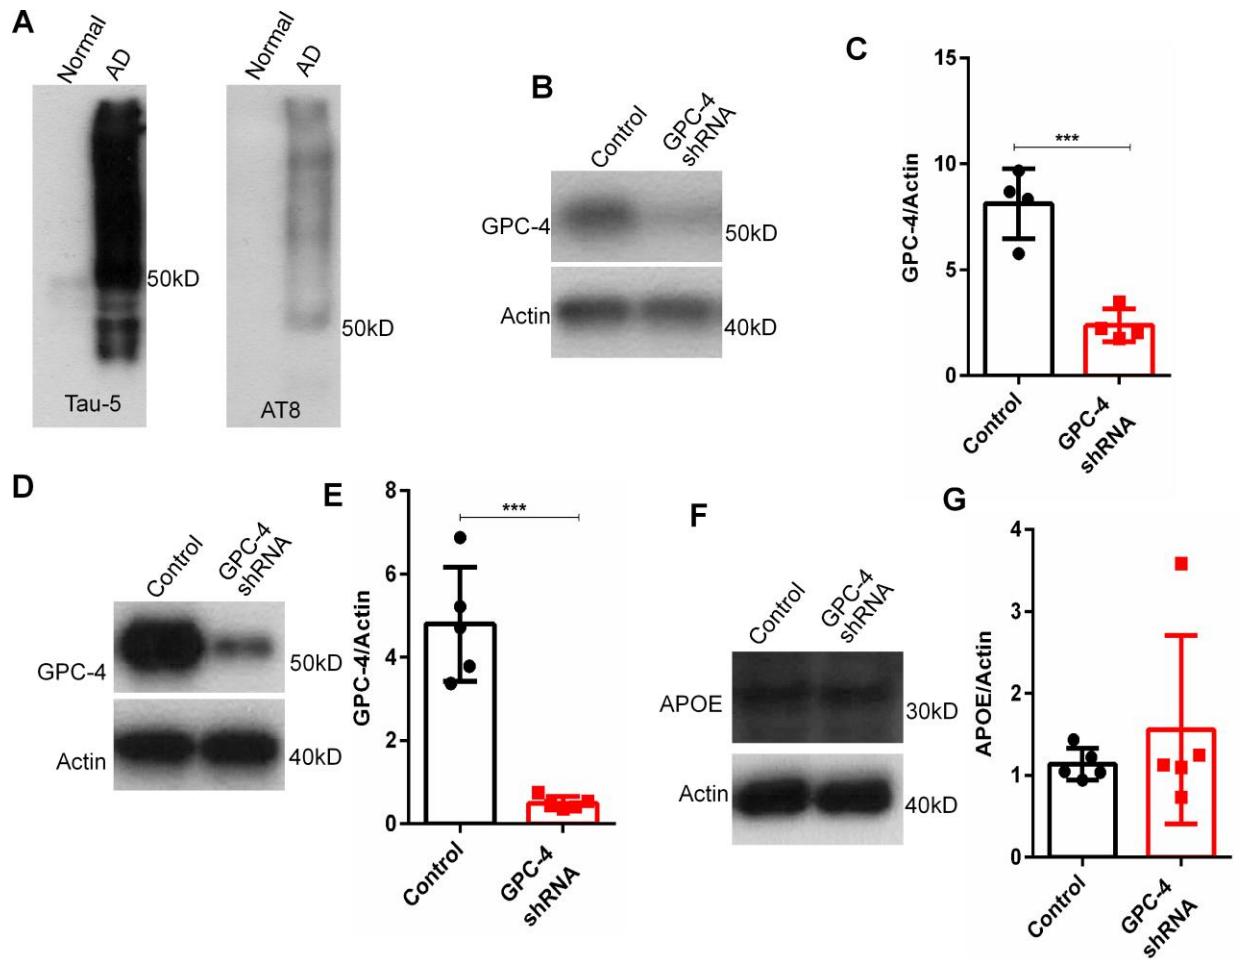 A
Normal
AD
Normal
AD
50kD
50kD
Tau-5
AT8
B
Control
GPC-4
shRNA
GPC-4
50kD
Actin
40kD
C
15
10
5
0
GPC-4/Actin
***
Control
GPC-4
shRNA
D
Control
GPC-4
shRNA
GPC-4
50kD
Actin
40kD
E
8
6
4
2
0
GPC-4/Actin
***
Control
GPC-4
shRNA
F
Control
GPC-4
shRNA
APOE
30kD
Actin
40kD
G
4
3
2
1
0
APOE/Actin
Control
GPC-4
shRNA